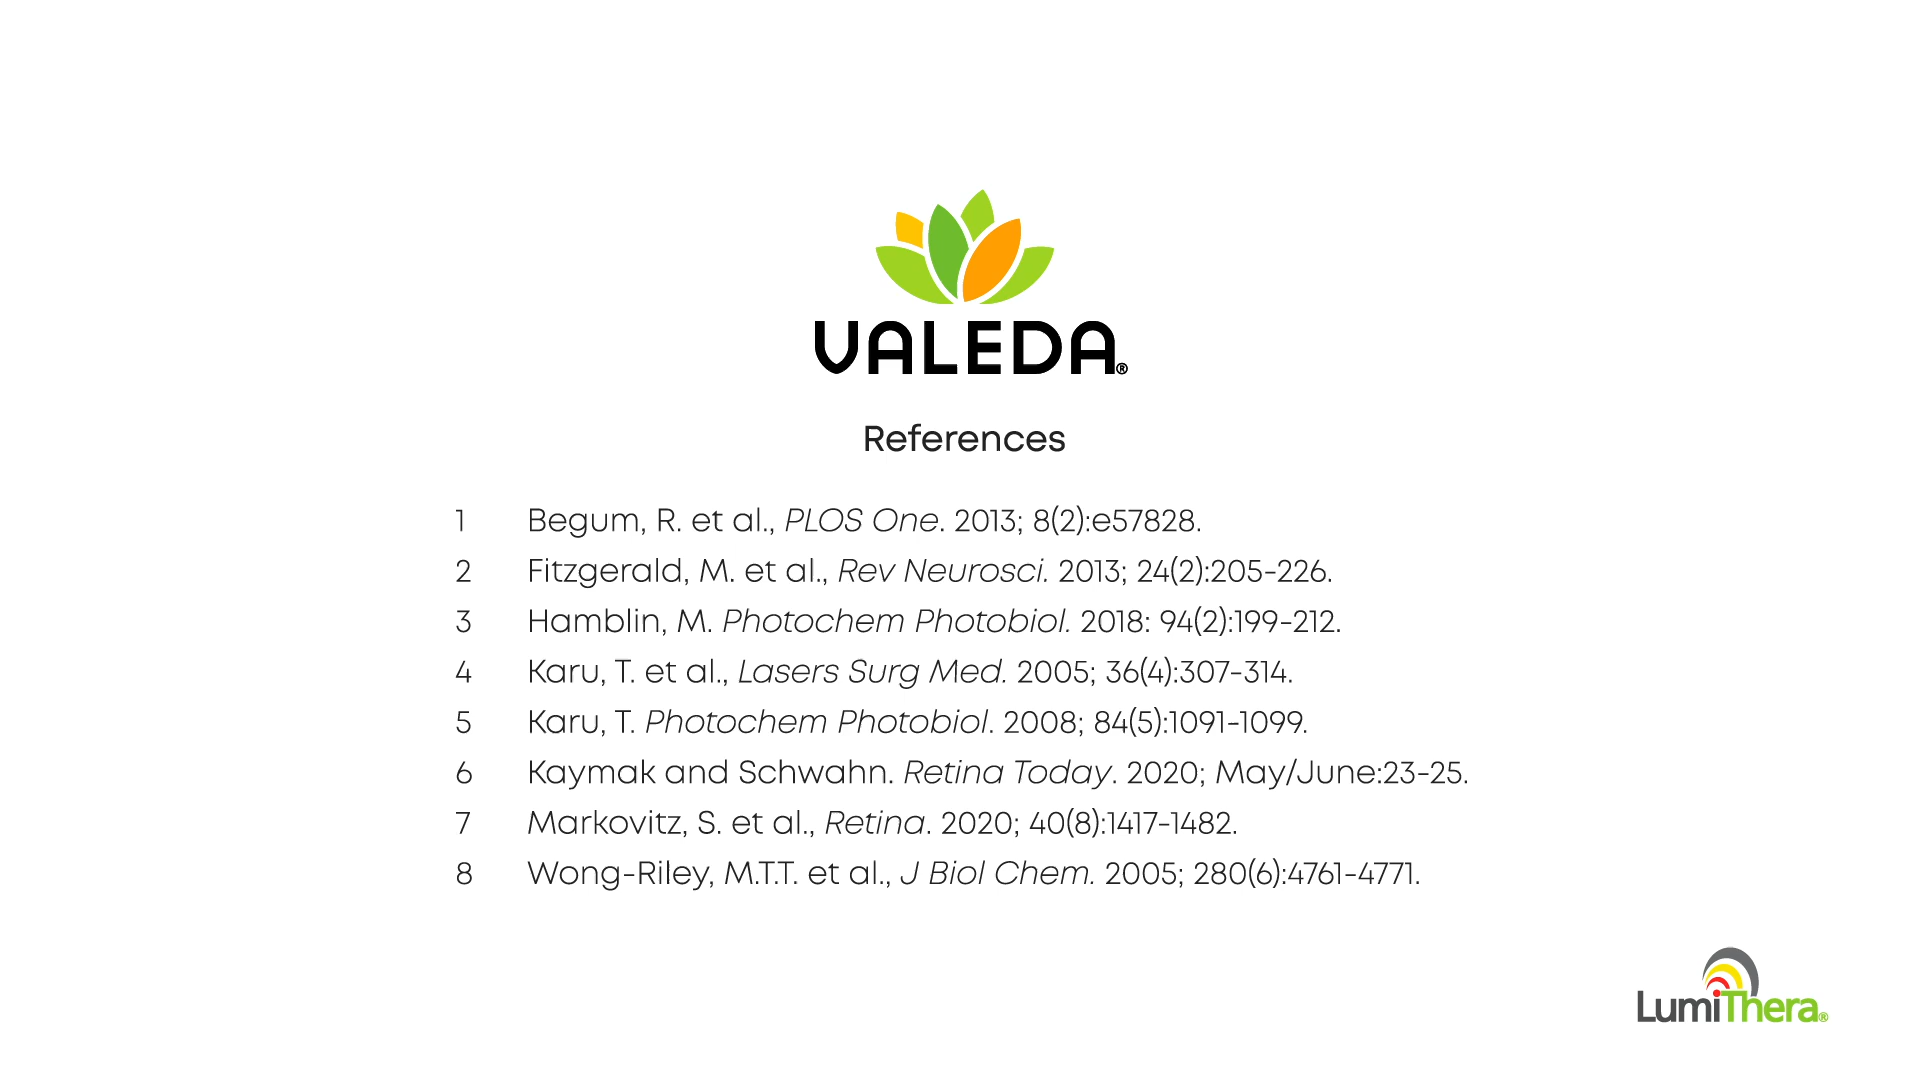 VALEDA®
References
1 Begum, R. et al., PLOS One. 2013; 8(2):e57828.
2 Fitzgerald, M. et al., Rev Neurosci. 2013; 24(2):205-226.
3 Hamblin, M. Photochem Photobiol. 2018: 94(2):199-212.
4 Karu, T. et al., Lasers Surg Med. 2005; 36(4):307-314.
5 Karu, T. Photochem Photobiol. 2008; 84(5):1091-1099.
6 Kaymak and Schwahn. Retina Today. 2020; May/June:23-25.
7 Markovitz, S. et al., Retina. 2020; 40(8):1417-1482.
8 Wong-Riley, M.T.T. et al., J Biol Chem. 2005; 280(6):4761-4771.
LumiThera®